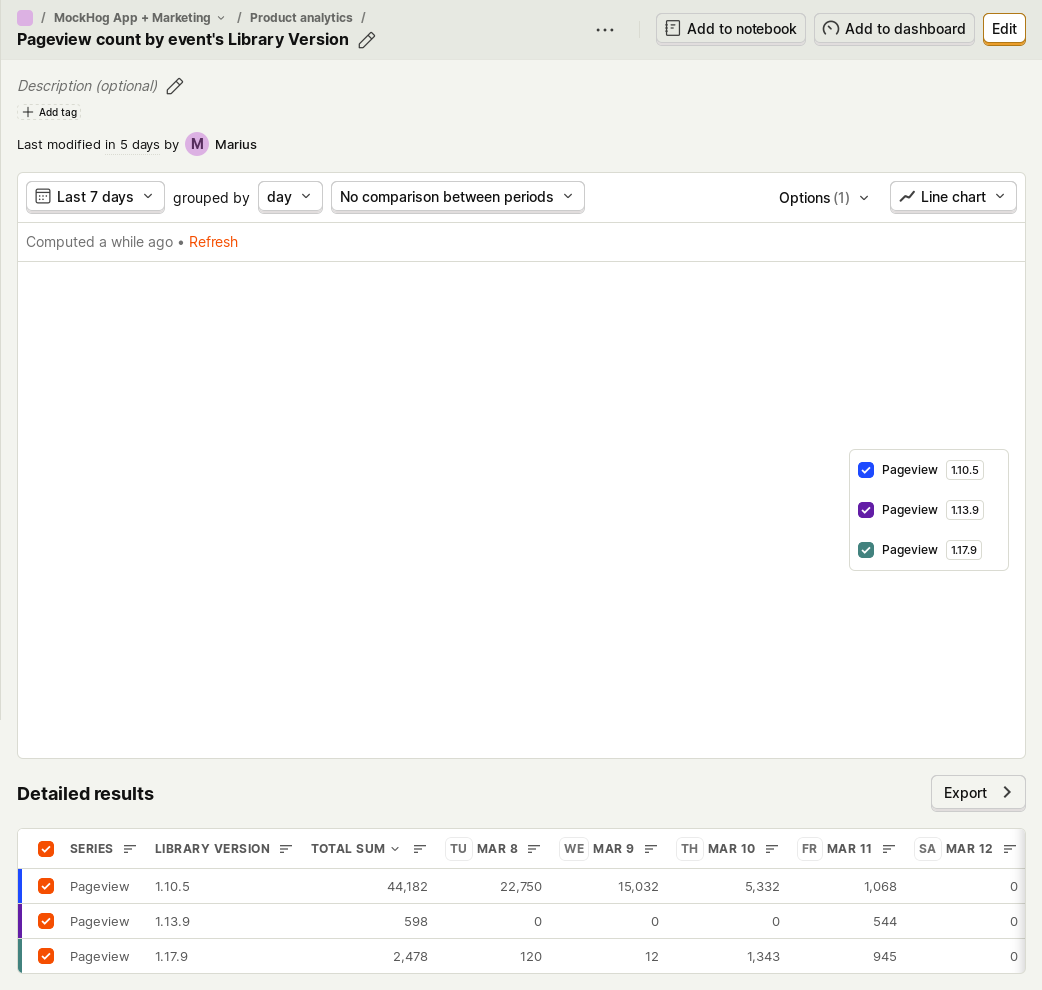 / MockHog App + Marketing / Product analytics /
Pageview count by event's Library Version
Add to notebook
Add to dashboard
Edit
Description (optional)
Add tag
Last modified in 5 days by M Marius
Last 7 days grouped by day No comparison between periods Options (1) Line chart
Computed a while ago • Refresh
Pageview 1.10.5
Pageview 1.13.9
Pageview 1.17.9
Detailed results
Export
SERIES LIBRARY VERSION TOTAL SUM TU MAR 8 WE MAR 9 TH MAR 10 FR MAR 11 SA MAR 12
Pageview 1.10.5 44,182 22,750 15,032 5,332 1,068 0
Pageview 1.13.9 598 0 0 0 544 0
Pageview 1.17.9 2,478 120 12 1,343 945 0